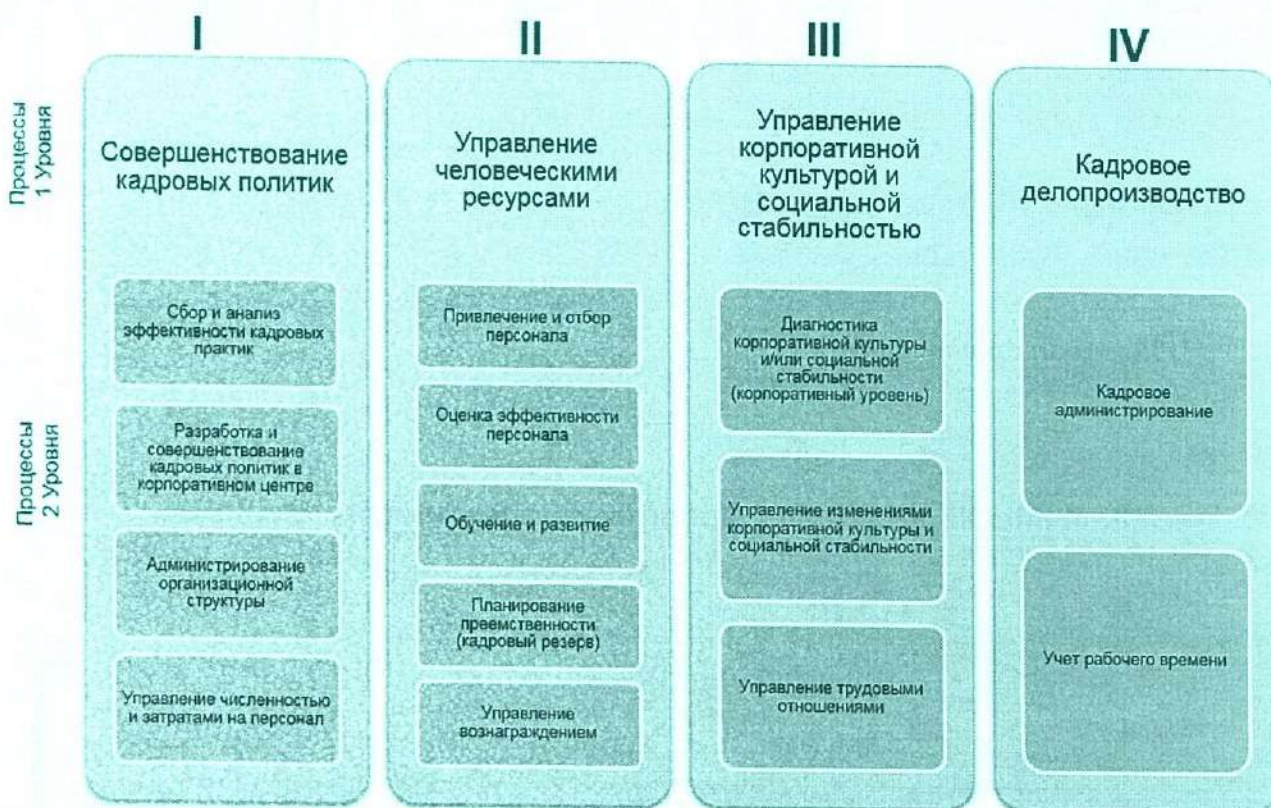 I
II
III
IV
Процессы
1 Уровня
Совершенствование
кадровых политик
Управление
человеческими
ресурсами
Управление
корпоративной
культурой и
социальной
стабильностью
Кадровое
делопроизводство
Процессы
2 Уровня
Сбор и анализ
эффективности кадровых
практик
Разработка и
совершенствование
кадровых политик в
корпоративном центре
Администрирование
организационной
структуры
Управление численностью
и затратами на персонал
Привлечение и отбор
персонала
Оценка эффективности
персонала
Обучение и развитие
Планирование
преемственности
(кадровый резерв)
Управление
вознаграждением
Диагностика
корпоративной культуры
и/или социальной
стабильности
(корпоративный уровень)
Управление изменениями
корпоративной культуры и
социальной стабильности
Управление трудовыми
отношениями
Кадровое
администрирование
Учет рабочего времени